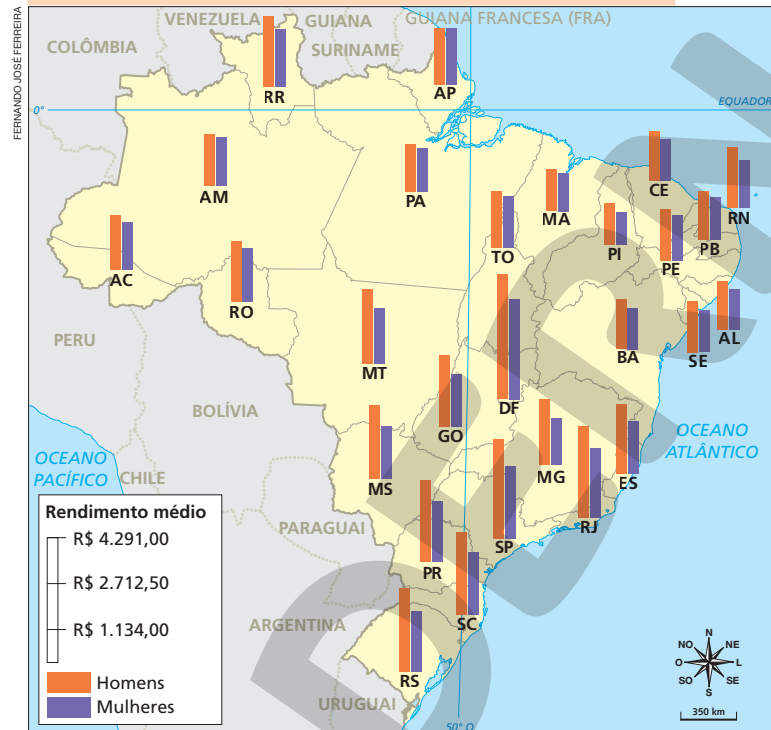 FERNANDO JOSÉ FERREIRA
VENEZUELA
GUIANA
GUIANA FRANCESA (FRA)
COLÔMBIA
SURINAME
RR
AP
0°
EQUADOR
AM
PA
MA
CE
RN
AC
RO
TO
PI
PE
PB
PERU
MT
BA
SE
AL
BOLÍVIA
GO
DF
OCEANO
PACÍFICO
CHILE
MS
MG
ES
OCEANO
ATLÂNTICO
PARAGUAI
PR
SP
RJ
ARGENTINA
SC
RS
URUGUAI
50° O
Rendimento médio
R$ 4.291,00
R$ 2.712,50
R$ 1.134,00
Homens
Mulheres
N
NO
NE
O
L
SO
SE
S
350 km